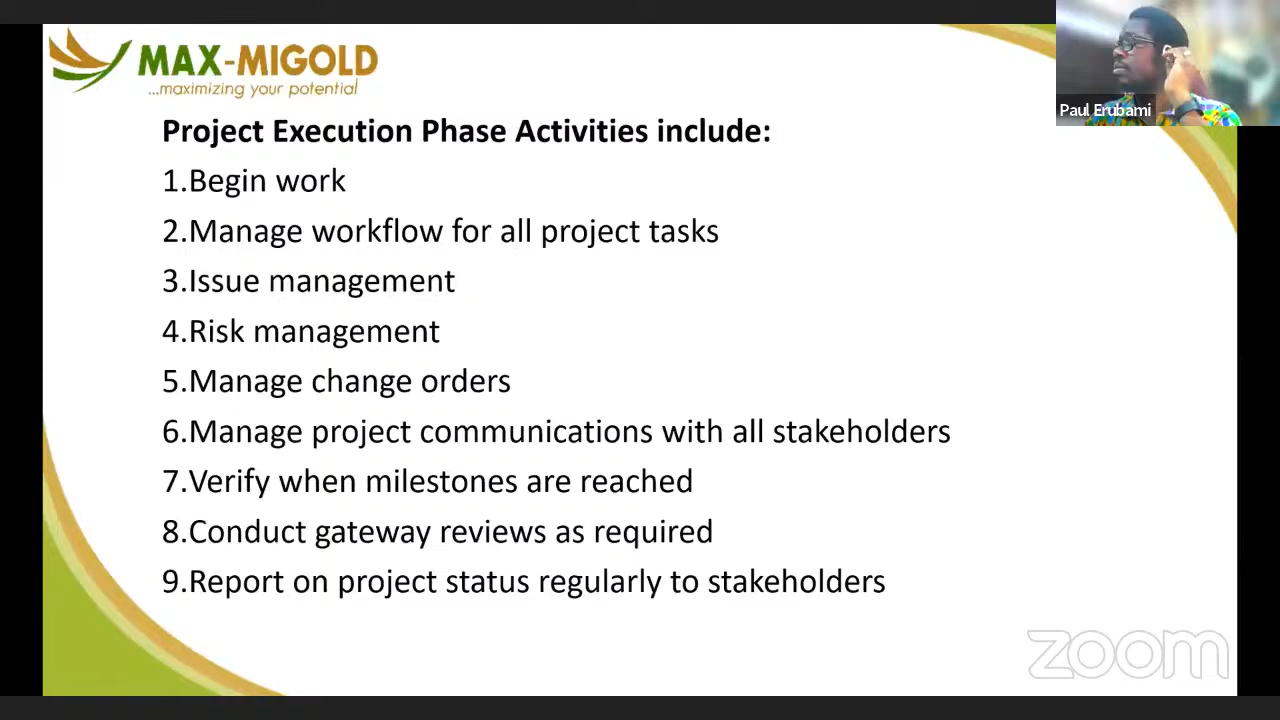 MAX-MIGOLD
...maximizing your potential
Paul Erubami
Project Execution Phase Activities include:
1.Begin work
2.Manage workflow for all project tasks
3.Issue management
4.Risk management
5.Manage change orders
6.Manage project communications with all stakeholders
7.Verify when milestones are reached
8.Conduct gateway reviews as required
9.Report on project status regularly to stakeholders
zoom